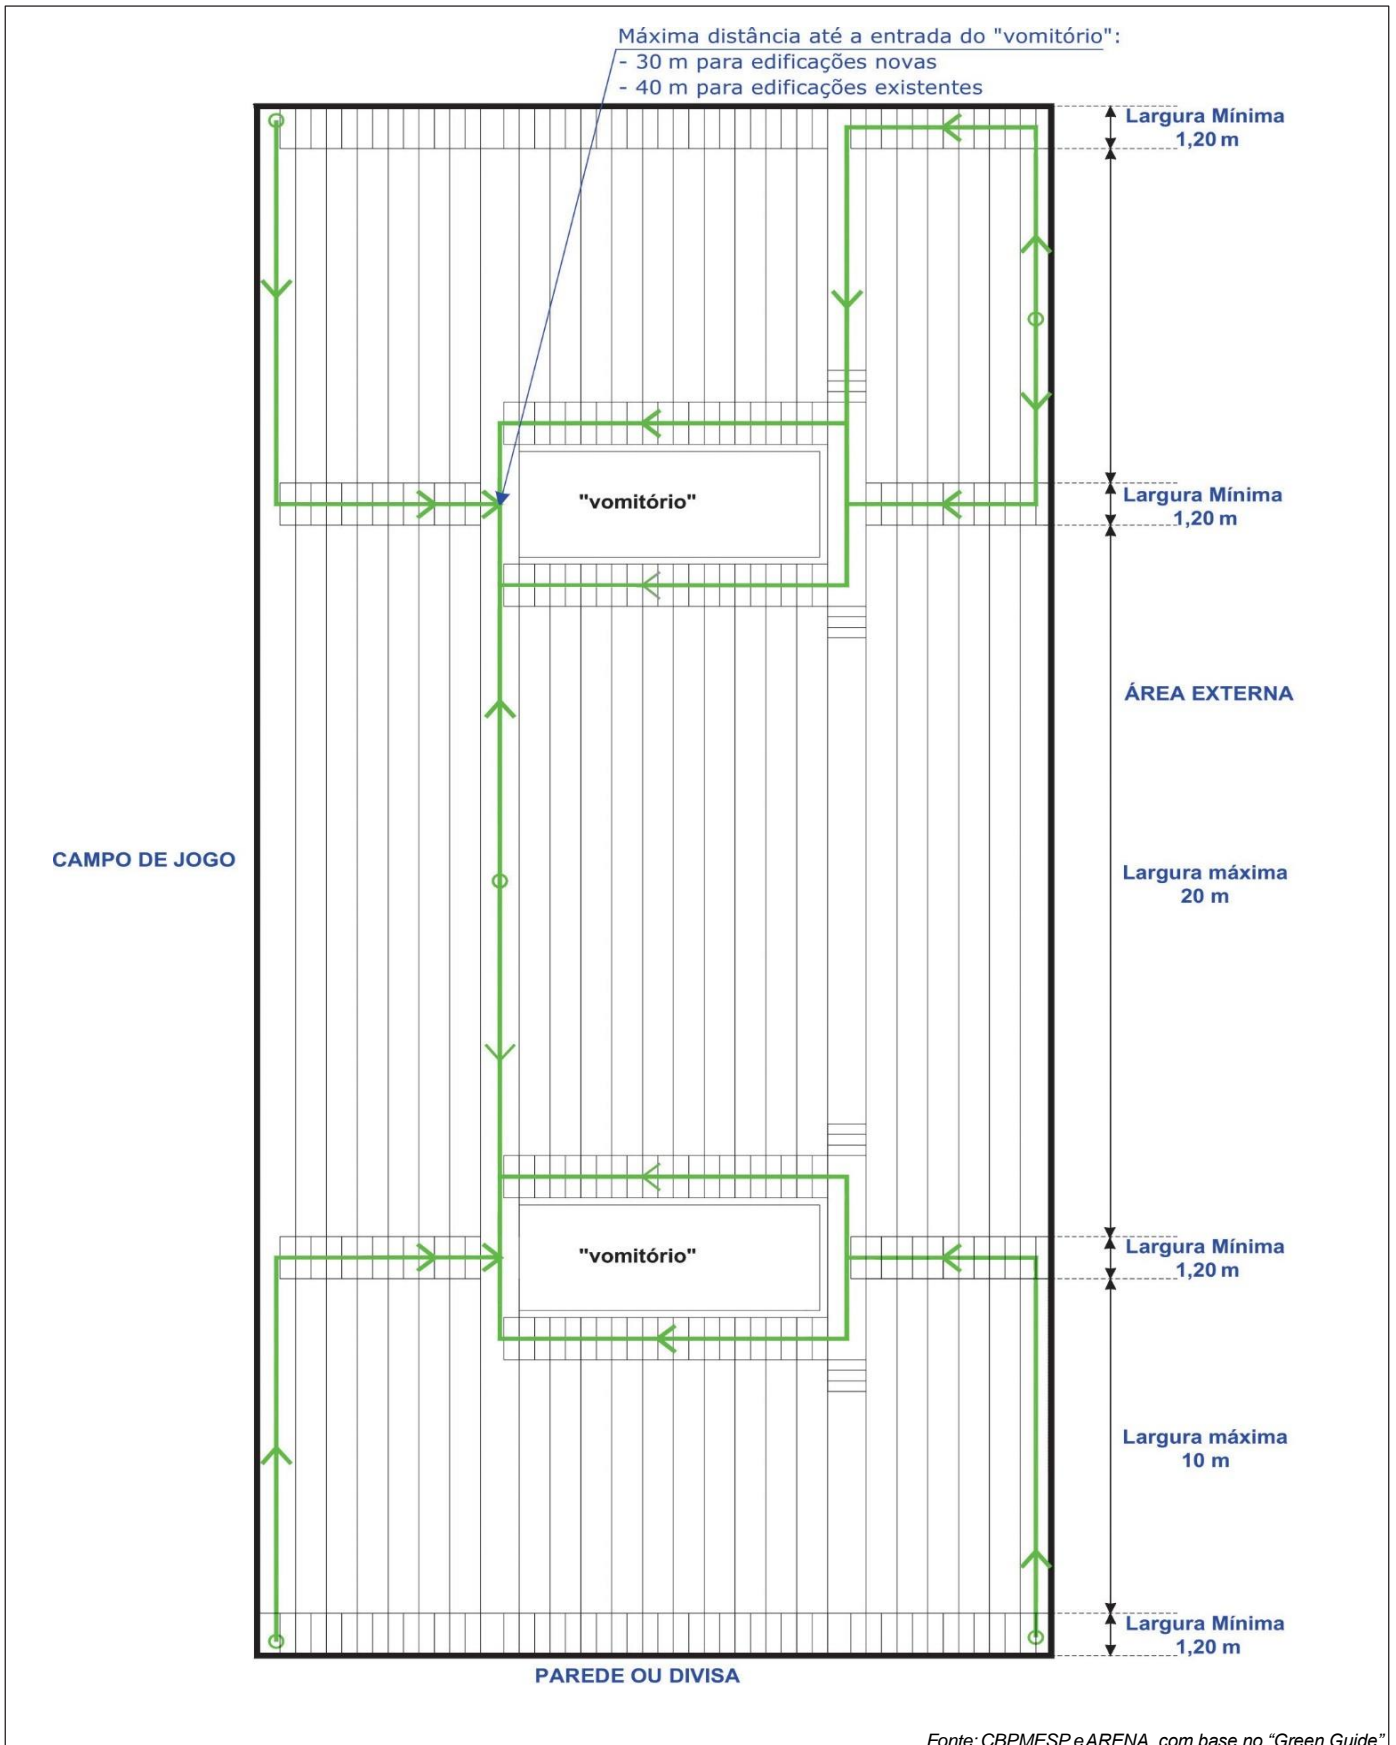 Máxima distância até a entrada do "vomitório":
- 30 m para edificações novas
- 40 m para edificações existentes
Largura Mínima
1,20 m
"vomitório"
Largura Mínima
1,20 m
ÁREA EXTERNA
CAMPO DE JOGO
Largura máxima
20 m
"vomitório"
Largura Mínima
1,20 m
Largura máxima
10 m
Largura Mínima
1,20 m
PAREDE OU DIVISA
Fonte: CBPMESP e ARENA, com base no “Green Guide”